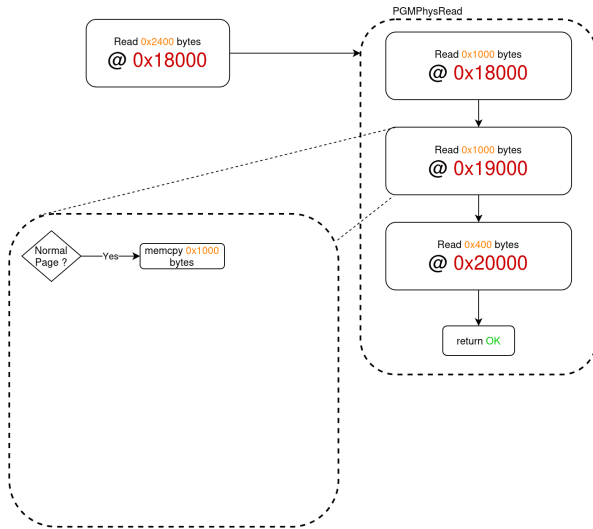 PGMPhysRead
Read 0x2400 bytes
@ 0x18000
Read 0x1000 bytes
@ 0x18000
Read 0x1000 bytes
@ 0x19000
Read 0x400 bytes
@ 0x20000
return OK
Normal
Page ?
Yes
memcpy 0x1000
bytes